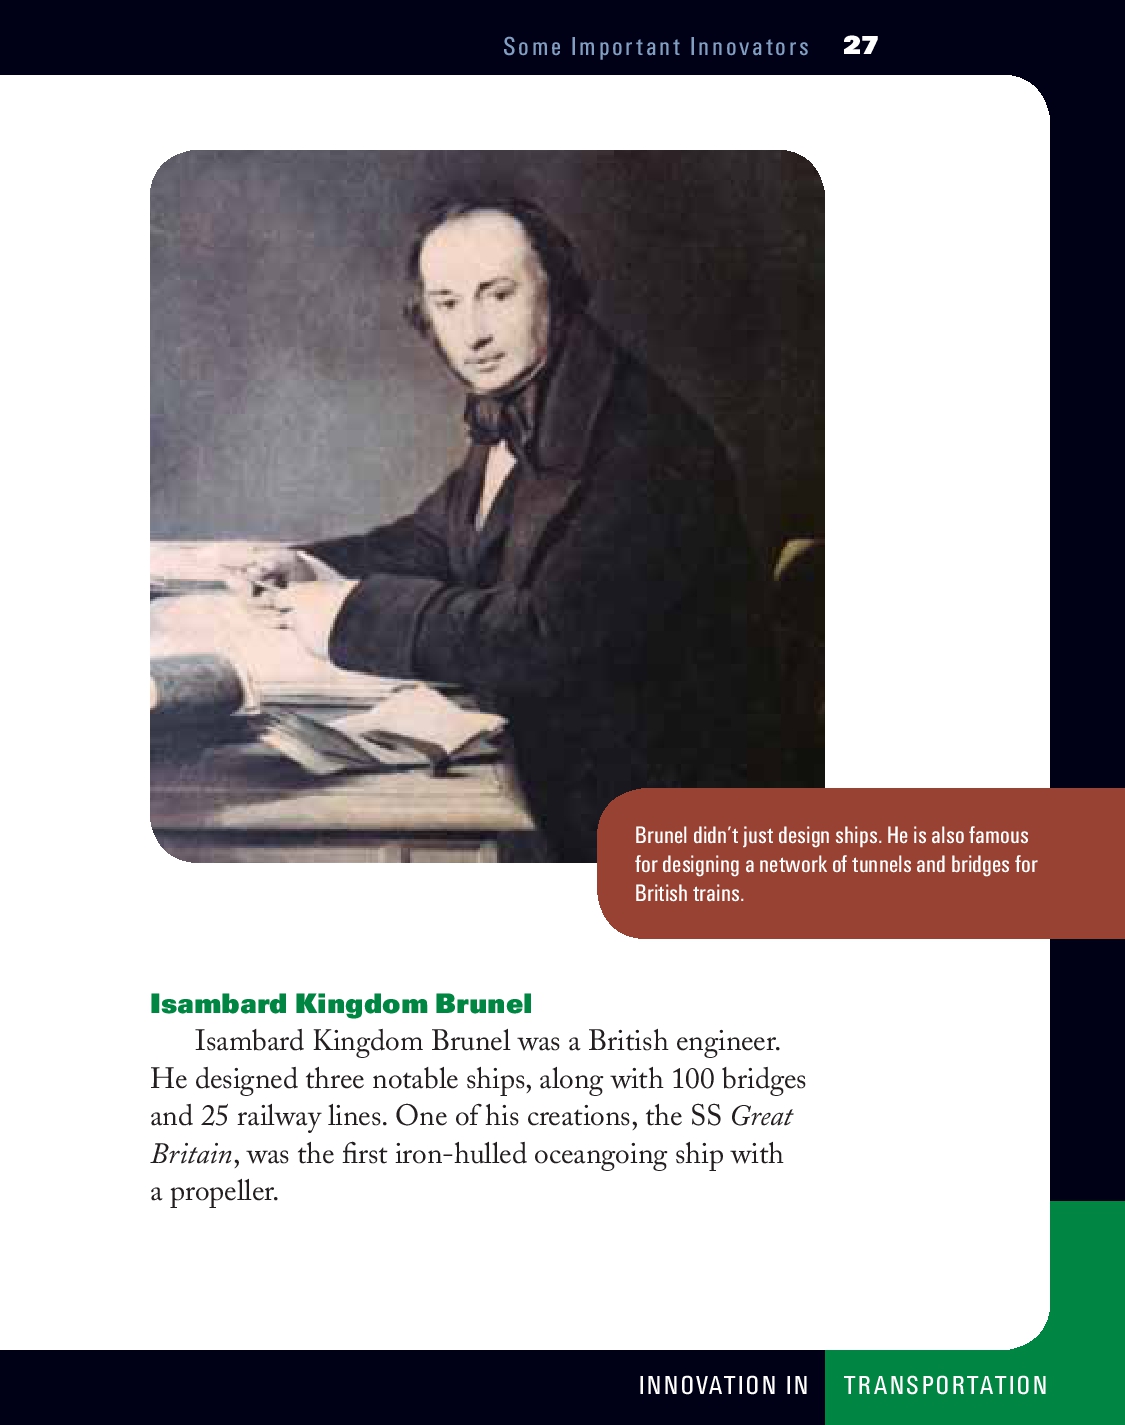 Some Important Innovators 27
Brunel didn't just design ships. He is also famous
for designing a network of tunnels and bridges for
British trains.
Isambard Kingdom Brunel
Isambard Kingdom Brunel was a British engineer.
He designed three notable ships, along with 100 bridges
and 25 railway lines. One of his creations, the SS Great
Britain, was the first iron-hulled oceangoing ship with
a propeller.
INNOVATION IN TRANSPORTATION